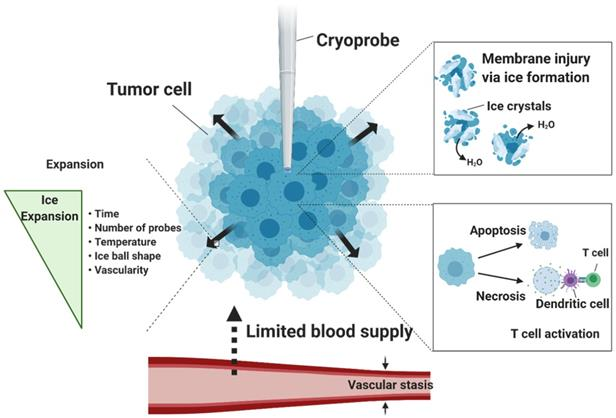 Cryoprobe
Tumor cell
Membrane injury
via ice formation
Ice crystals
H₂O
H₂O
Expansion
Ice
Expansion
• Time
• Number of probes
• Temperature
• Ice ball shape
• Vascularity
Apoptosis
T cell
Necrosis
Dendritic cell
T cell activation
Limited blood supply
Vascular stasis